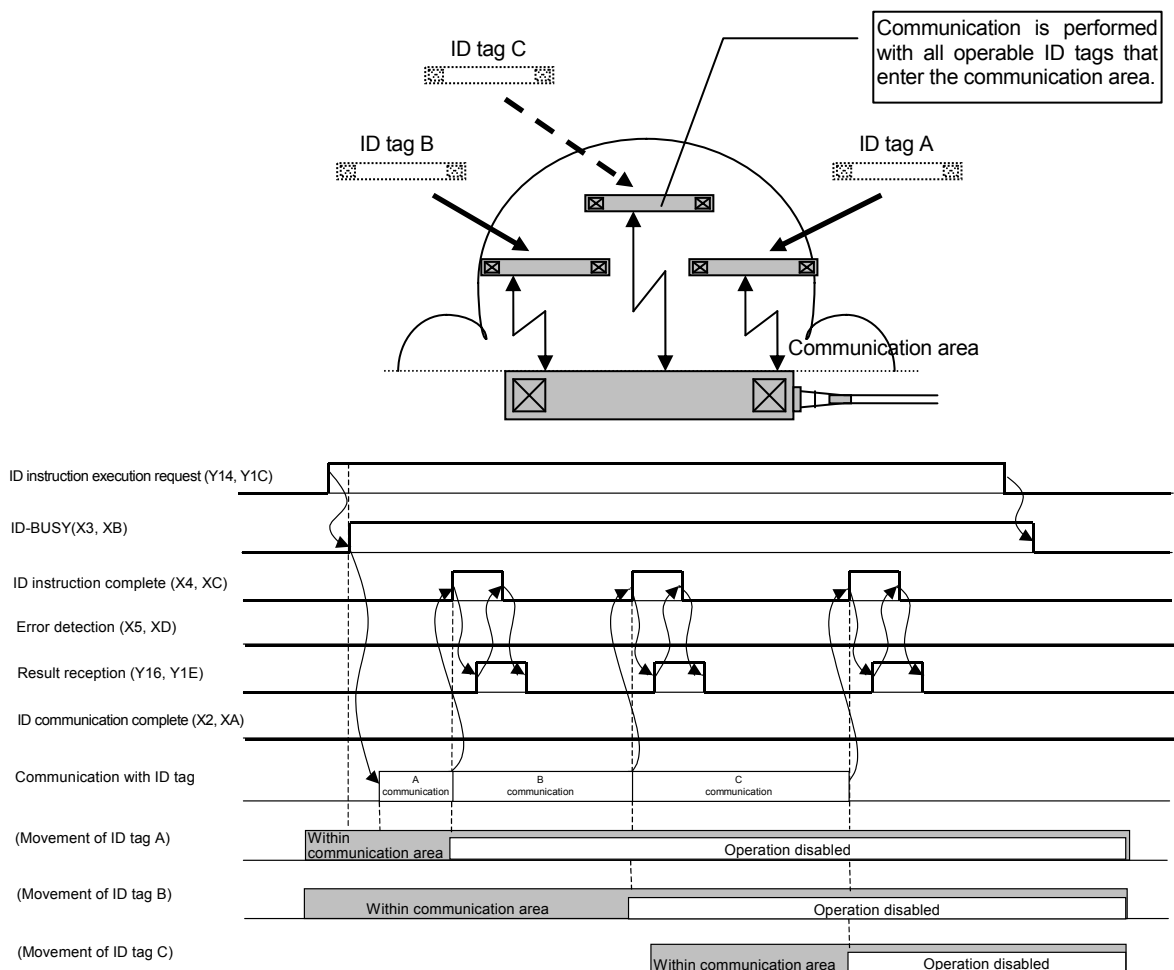 Communication is performed
with all operable ID tags that
enter the communication area.
ID tag C
ID tag B
ID tag A
Communication area
ID instruction execution request (Y14, Y1C)
ID-BUSY(X3, XB)
ID instruction complete (X4, XC)
Error detection (X5, XD)
Result reception (Y16, Y1E)
ID communication complete (X2, XA)
Communication with ID tag
A
communication
B
communication
C
communication
(Movement of ID tag A)
Within
communication area
Operation disabled
(Movement of ID tag B)
Within communication area
Operation disabled
(Movement of ID tag C)
Within communication area
Operation disabled